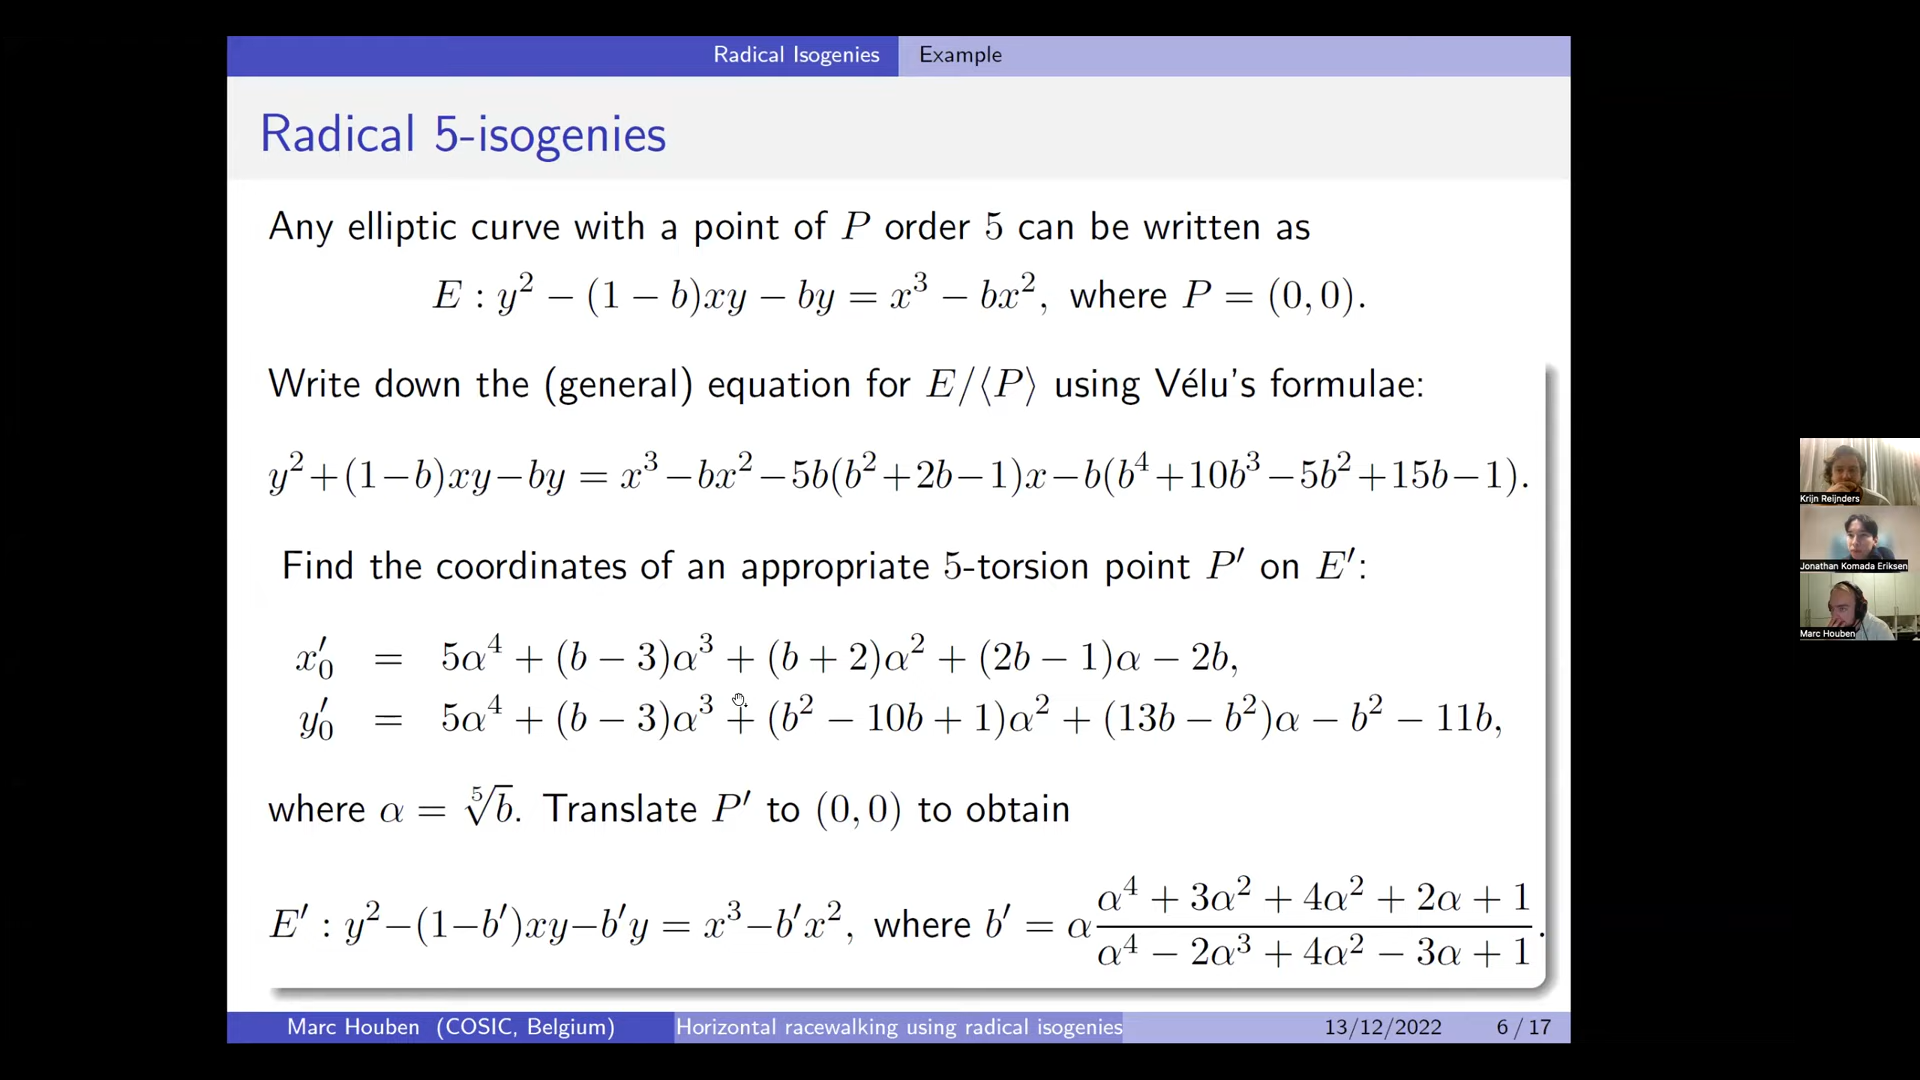 Radical Isogenies Example
Radical 5-isogenies
Any elliptic curve with a point of P order 5 can be written as
E : y² − (1 − b)xy − by = x³ − bx², where P = (0, 0).
Write down the (general) equation for E/⟨P⟩ using Vélu's formulae:
y²+(1−b)xy−by = x³−bx²−5b(b²+2b−1)x−b(b⁴+10b³−5b²+15b−1).
Find the coordinates of an appropriate 5-torsion point P′ on E′:
x′₀ = 5α⁴ + (b − 3)α³ + (b + 2)α² + (2b − 1)α − 2b,
y′₀ = 5α⁴ + (b − 3)α³ + (b² − 10b + 1)α² + (13b − b²)α − b² − 11b,
where α = ⁵√b. Translate P′ to (0, 0) to obtain
E′ : y²−(1−b′)xy−b′y = x³−b′x², where b′ = α (α⁴ + 3α² + 4α² + 2α + 1)/(α⁴ − 2α³ + 4α² − 3α + 1).
Marc Houben (COSIC, Belgium) Horizontal racewalking using radical isogenies 13/12/2022 6 / 17
Krijn Reijnders
Jonathan Komada Eriksen
Marc Houben